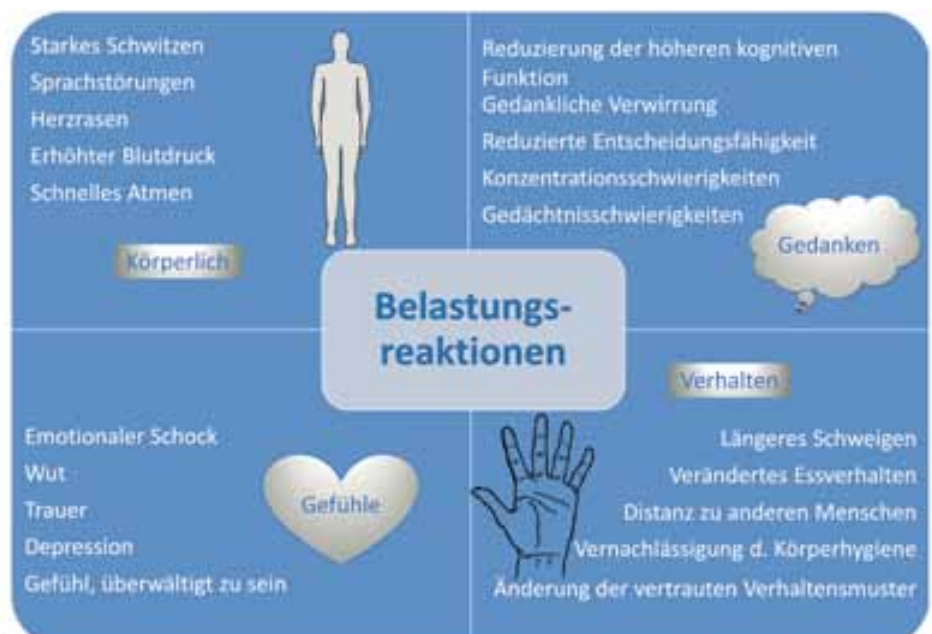 Starkes Schwitzen
Sprachstörungen
Herzrasen
Erhöhter Blutdruck
Schnelles Atmen
Körperlich
Reduzierung der höheren kognitiven
Funktion
Gedankliche Verwirrung
Reduzierte Entscheidungsfähigkeit
Konzentrationsschwierigkeiten
Gedächtnisschwierigkeiten
Gedanken
Belastungs-
reaktionen
Emotionaler Schock
Wut
Trauer
Depression
Gefühl, überwältigt zu sein
Gefühle
Verhalten
Längeres Schweigen
Verändertes Essverhalten
Distanz zu anderen Menschen
Vernachlässigung d. Körperhygiene
Änderung der vertrauten Verhaltensmuster